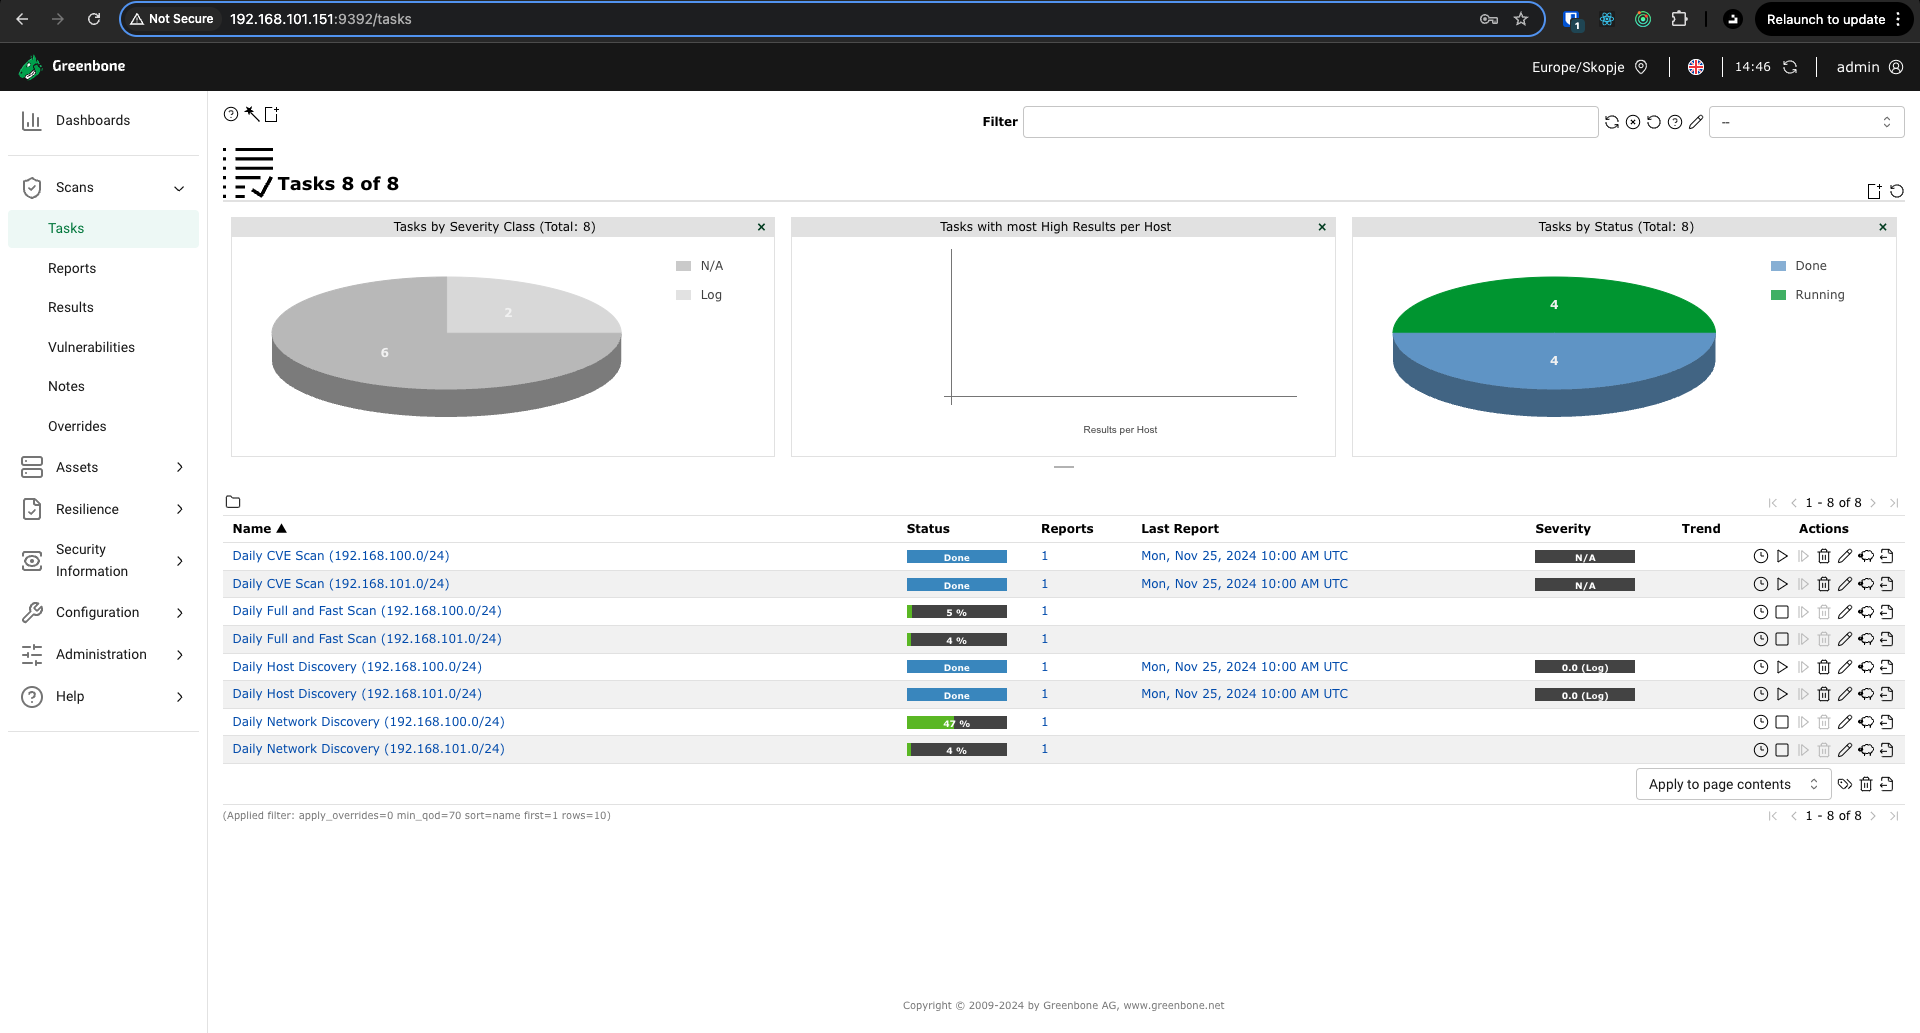 Not Secure 192.168.101.151:9392/tasks 1 Relaunch to update
Greenbone Europe/Skopje 14:46 admin
Dashboards
Scans
Tasks
Reports
Results
Vulnerabilities
Notes
Overrides
Assets
Resilience
Security
Information
Configuration
Administration
Help
Filter --
Tasks 8 of 8
Tasks by Severity Class (Total: 8)
N/A
Log
2
6
Tasks with most High Results per Host
Results per Host
Tasks by Status (Total: 8)
Done
Running
4
4
1 - 8 of 8
Name ▲ Status Reports Last Report Severity Trend Actions
Daily CVE Scan (192.168.100.0/24) Done 1 Mon, Nov 25, 2024 10:00 AM UTC N/A
Daily CVE Scan (192.168.101.0/24) Done 1 Mon, Nov 25, 2024 10:00 AM UTC N/A
Daily Full and Fast Scan (192.168.100.0/24) 5 % 1
Daily Full and Fast Scan (192.168.101.0/24) 4 % 1
Daily Host Discovery (192.168.100.0/24) Done 1 Mon, Nov 25, 2024 10:00 AM UTC 0.0 (Log)
Daily Host Discovery (192.168.101.0/24) Done 1 Mon, Nov 25, 2024 10:00 AM UTC 0.0 (Log)
Daily Network Discovery (192.168.100.0/24) 47 % 1
Daily Network Discovery (192.168.101.0/24) 4 % 1
Apply to page contents
(Applied filter: apply_overrides=0 min_qod=70 sort=name first=1 rows=10) 1 - 8 of 8
Copyright © 2009-2024 by Greenbone AG, www.greenbone.net